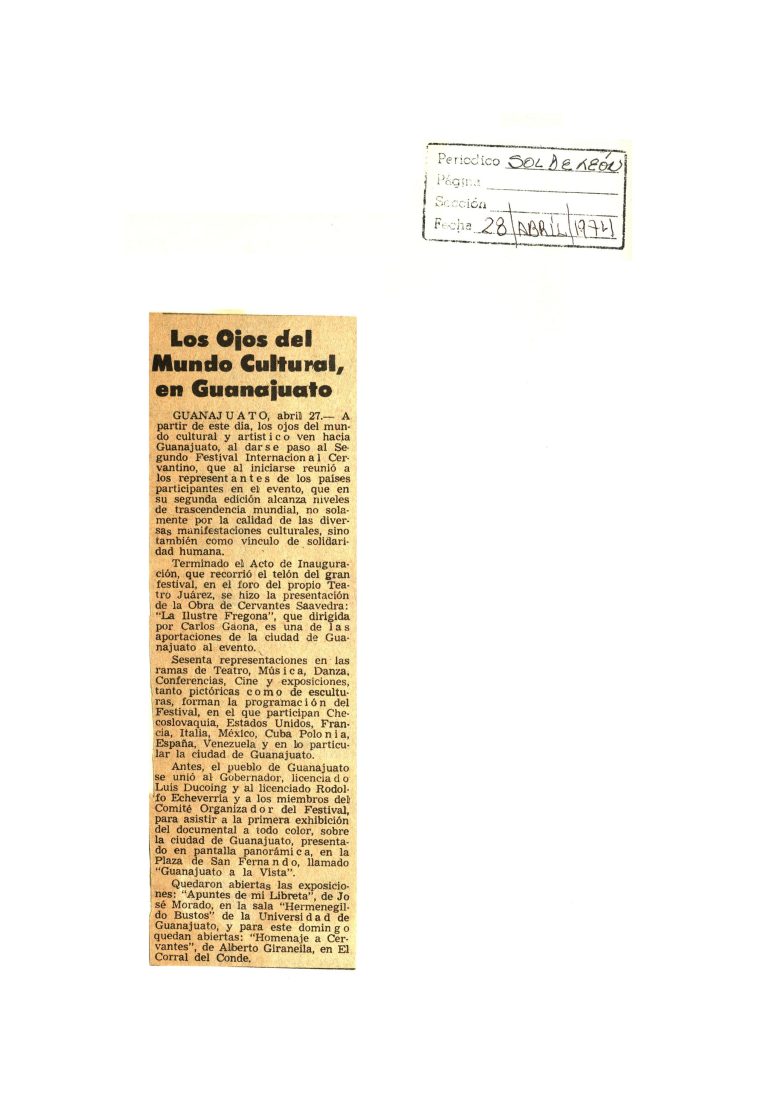 Periodico SOL DE LEÓN
Página
Sección
Fecha 28/ABRIL/1974
Los Ojos del
Mundo Cultural,
en Guanajuato
GUANAJUATO, abril 27.— A
partir de este día, los ojos del mun-
do cultural y artistico ven hacia
Guanajuato, al darse paso al Se-
gundo Festival Internacional Cer-
vantino, que al iniciarse reunió a
los representantes de los países
participantes en el evento, que en
su segunda edición alcanza niveles
de trascendencia mundial, no sola-
mente por la calidad de las diver-
sas manifestaciones culturales, sino
también como vinculo de solidari-
dad humana.
Terminado el Acto de Inaugura-
ción, que recorrió el telón del gran
festival, en el foro del propio Tea-
tro Juárez, se hizo la presentación
de la Obra de Cervantes Saavedra:
"La Ilustre Fregona", que dirigida
por Carlos Gaona, es una de las
aportaciones de la ciudad de Gua-
najuato al evento.
Sesenta representaciones en las
ramas de Teatro, Música, Danza,
Conferencias, Cine y exposiciones,
tanto pictóricas como de escultu-
ras, forman la programación del
Festival, en el que participan Che-
coslovaquia, Estados Unidos, Fran-
cia, Italia, México, Cuba Polonia,
España, Venezuela y en lo particu-
lar la ciudad de Guanajuato.
Antes, el pueblo de Guanajuato
se unió al Gobernador, licenciado
Luis Ducoing y al licenciado Rodol-
fo Echeverría y a los miembros del
Comité Organizador del Festival,
para asistir a la primera exhibición
del documental a todo color, sobre
la ciudad de Guanajuato, presenta-
do en pantalla panorámica, en la
Plaza de San Fernando, llamado
"Guanajuato a la Vista".
Quedaron abiertas las exposicio-
nes: "Apuntes de mi Libreta", de Jo
sé Morado, en la sala "Hermenegil-
do Bustos" de la Universidad de
Guanajuato, y para este domingo
quedan abiertas: "Homenaje a Cer-
vantes", de Alberto Giranella, en El
Corral del Conde.